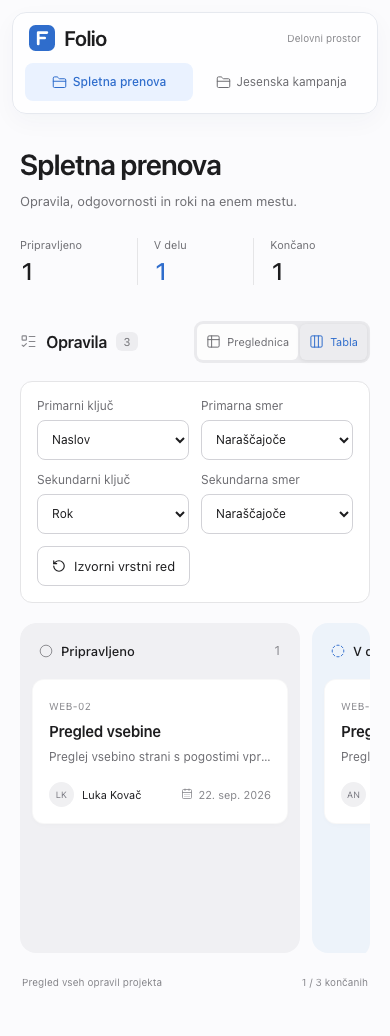 F Folio
Delovni prostor
Spletna prenova
Jesenska kampanja
Spletna prenova
Opravila, odgovornosti in roki na enem mestu.
Pripravljeno
V delu
Končano
1
1
1
Opravila 3
Preglednica
Tabla
Primarni ključ
Primarna smer
Naslov
Naraščajoče
Sekundarni ključ
Sekundarna smer
Rok
Naraščajoče
Izvorni vrstni red
Pripravljeno
1
WEB-02
Pregled vsebine
Preglej vsebino strani s pogostimi vpr…
LK Luka Kovač
22. sep. 2026
V
WEB-
AN
Pregled vseh opravil projekta
1 / 3 končanih